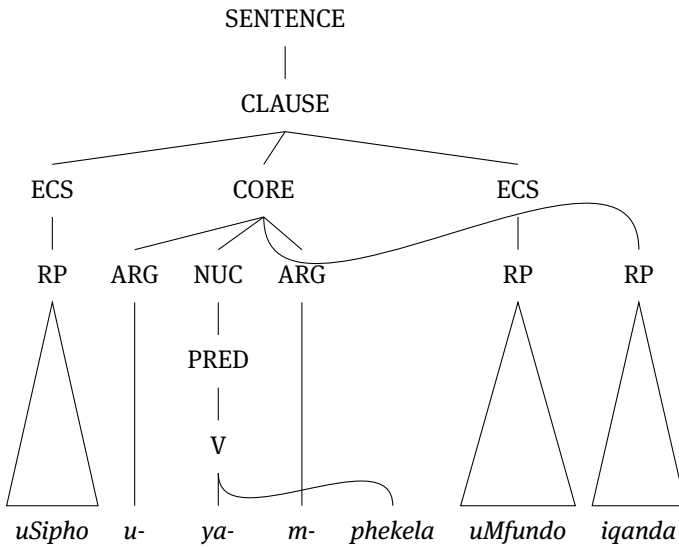 SENTENCE
CLAUSE
ECS CORE ECS
RP ARG NUC ARG RP RP
PRED
V
uSipho u- ya- m- phekela uMfundo iqanda